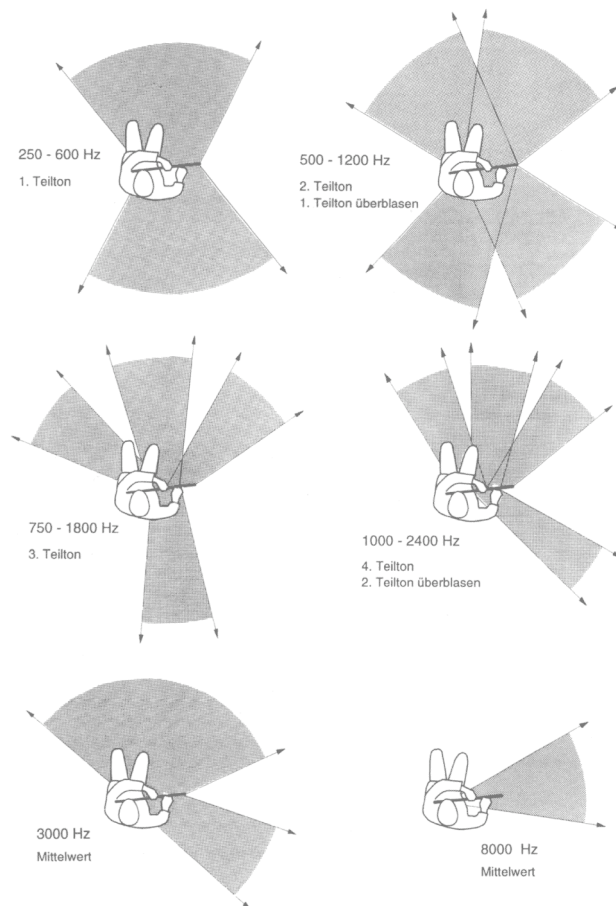 250 - 600 Hz
1. Teilton
500 - 1200 Hz
2. Teilton
1. Teilton überblasen
750 - 1800 Hz
3. Teilton
1000 - 2400 Hz
4. Teilton
2. Teilton überblasen
3000 Hz
Mittelwert
8000 Hz
Mittelwert